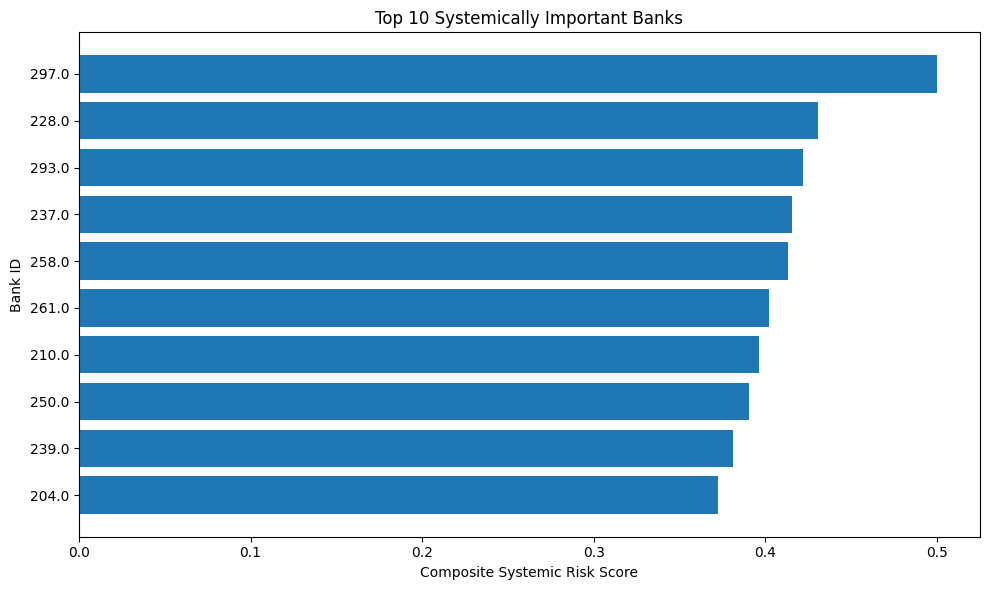 Top 10 Systemically Important Banks
Bank ID
297.0
228.0
293.0
237.0
258.0
261.0
210.0
250.0
239.0
204.0
0.0 0.1 0.2 0.3 0.4 0.5
Composite Systemic Risk Score